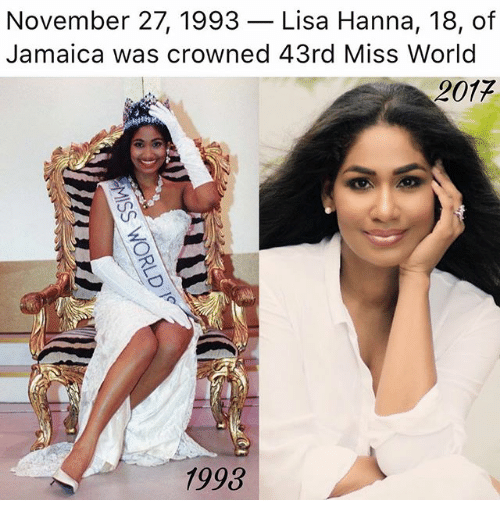 November 27, 1993 — Lisa Hanna, 18, of
Jamaica was crowned 43rd Miss World
2017
MISS WORLD
1993